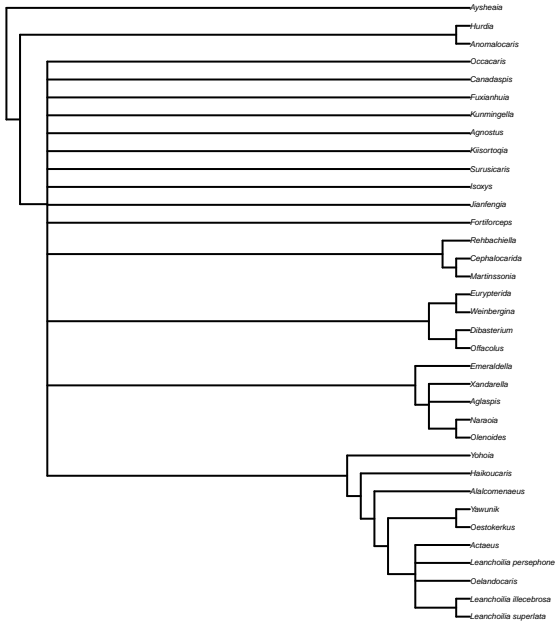 Aysheaia
Hurdia
Anomalocaris
Occacaris
Canadaspis
Fuxianhuia
Kunmingella
Agnostus
Kiisortoqia
Surusicaris
Isoxys
Jianfengia
Fortiforceps
Rehbachiella
Cephalocarida
Martinssonia
Eurypterida
Weinbergina
Dibasterium
Offacolus
Emeraldella
Xandarella
Aglaspis
Naraoia
Olenoides
Yohoia
Haikoucaris
Alalcomenaeus
Yawunik
Oestokerkus
Actaeus
Leanchoilia persephone
Oelandocaris
Leanchoilia illecebrosa
Leanchoilia superlata